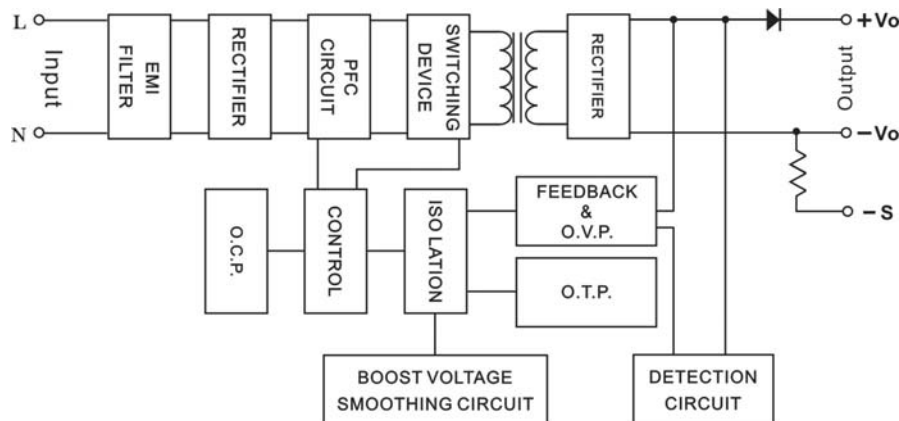 L
Input
N
EMI
FILTER
RECTIFIER
PFC
CIRCUIT
SWITCHING
DEVICE
RECTIFIER
+Vo
Output
-Vo
-S
O.C.P.
CONTROL
ISO LATION
FEEDBACK
&
O.V.P.
O.T.P.
BOOST VOLTAGE
SMOOTHING CIRCUIT
DETECTION
CIRCUIT